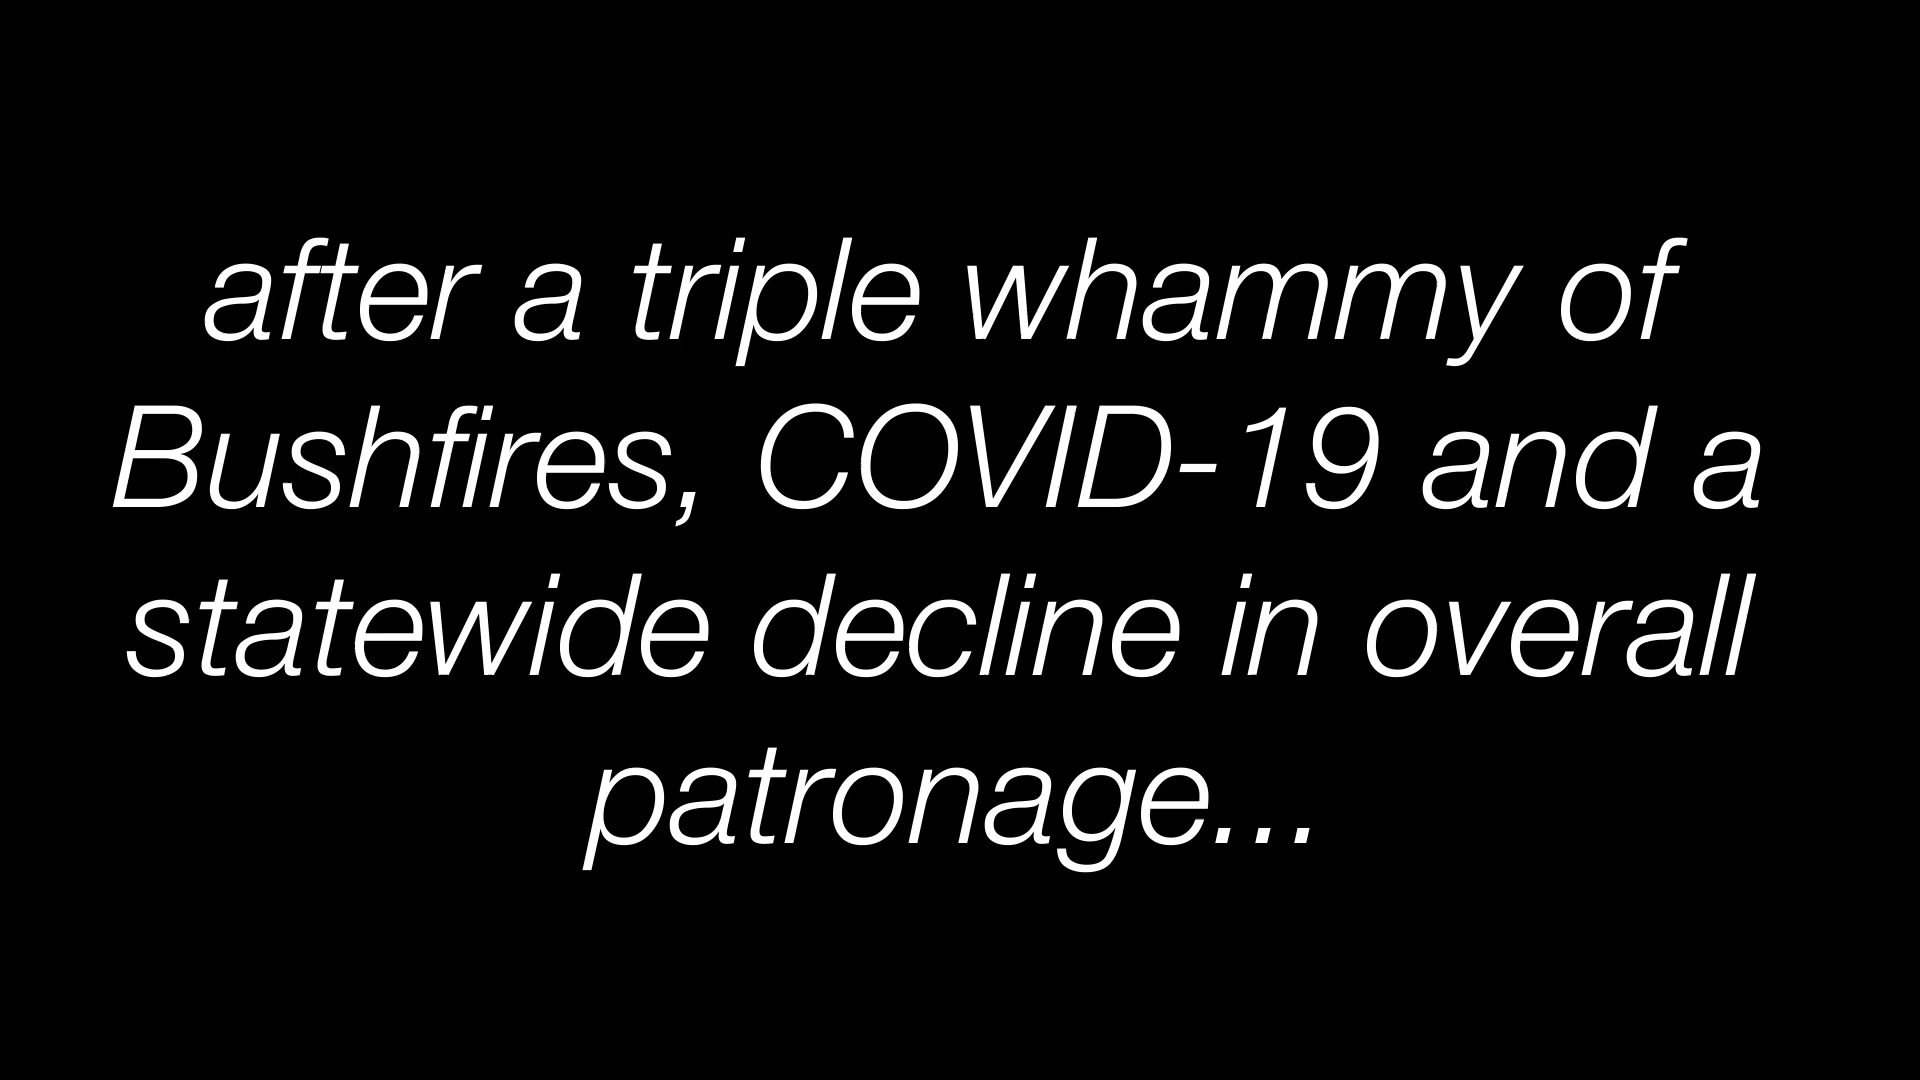 after a triple whammy of
Bushfires, COVID-19 and a
statewide decline in overall
patronage...